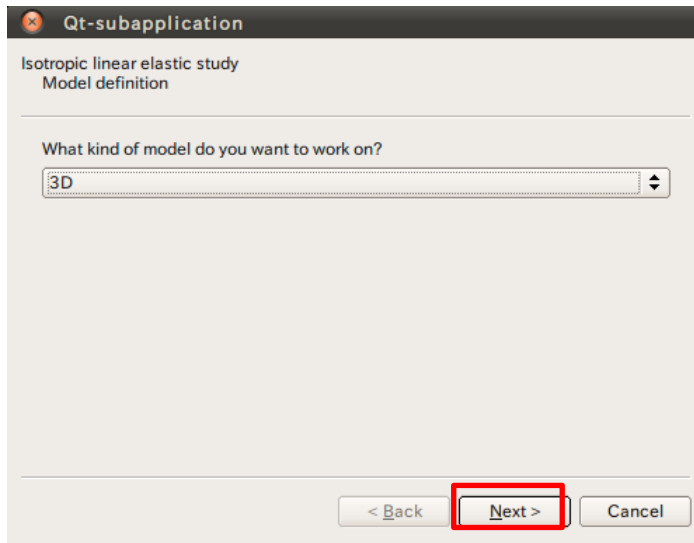 Qt-subapplication
Isotropic linear elastic study
Model definition
What kind of model do you want to work on?
3D
< Back Next > Cancel